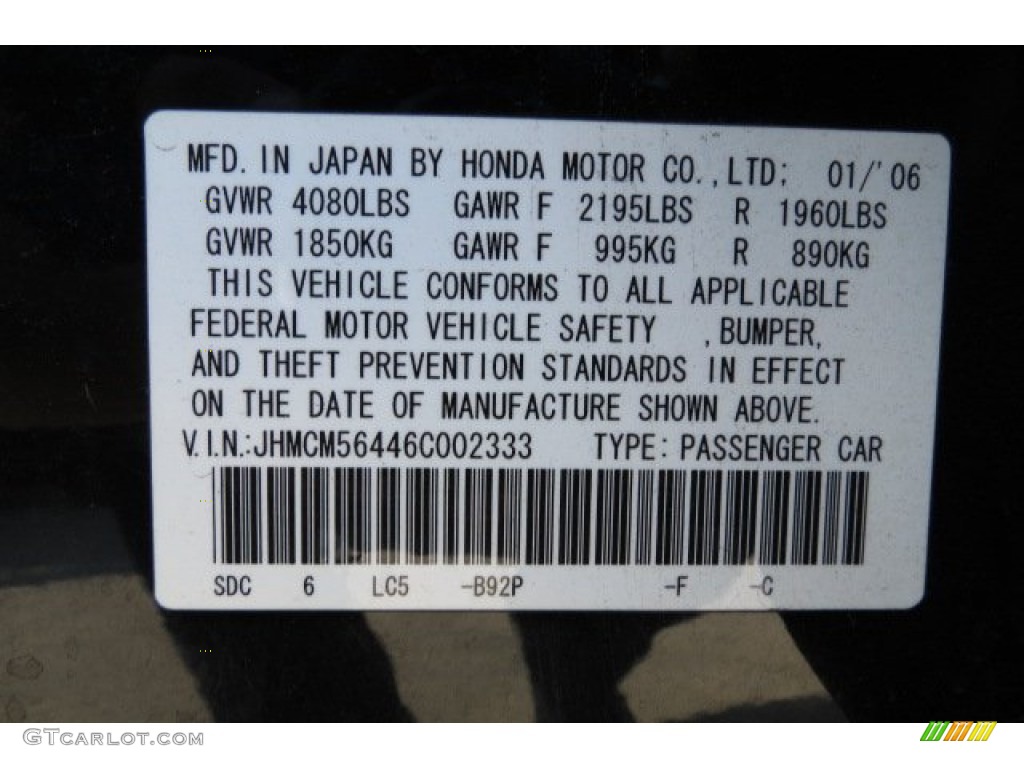 MFD. IN JAPAN BY HONDA MOTOR CO., LTD; 01/'06
GVWR 4080LBS GAWR F 2195LBS R 1960LBS
GVWR 1850KG GAWR F 995KG R 890KG
THIS VEHICLE CONFORMS TO ALL APPLICABLE
FEDERAL MOTOR VEHICLE SAFETY , BUMPER,
AND THEFT PREVENTION STANDARDS IN EFFECT
ON THE DATE OF MANUFACTURE SHOWN ABOVE.
V.I.N.:JHMCM56446C002333 TYPE: PASSENGER CAR
SDC 6 LC5 -B92P -F -C
GTCARLOT.COM